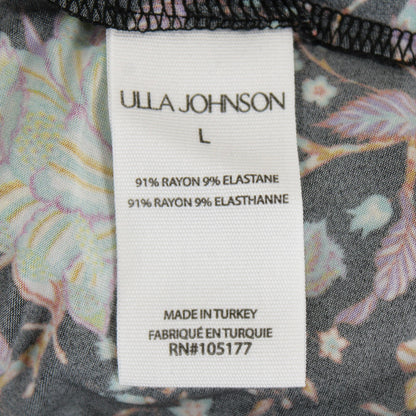 ULLA JOHNSON
L
91% RAYON 9% ELASTANE
91% RAYON 9% ELASTHANNE
MADE IN TURKEY
FABRIQUÉ EN TURQUIE
RN#105177